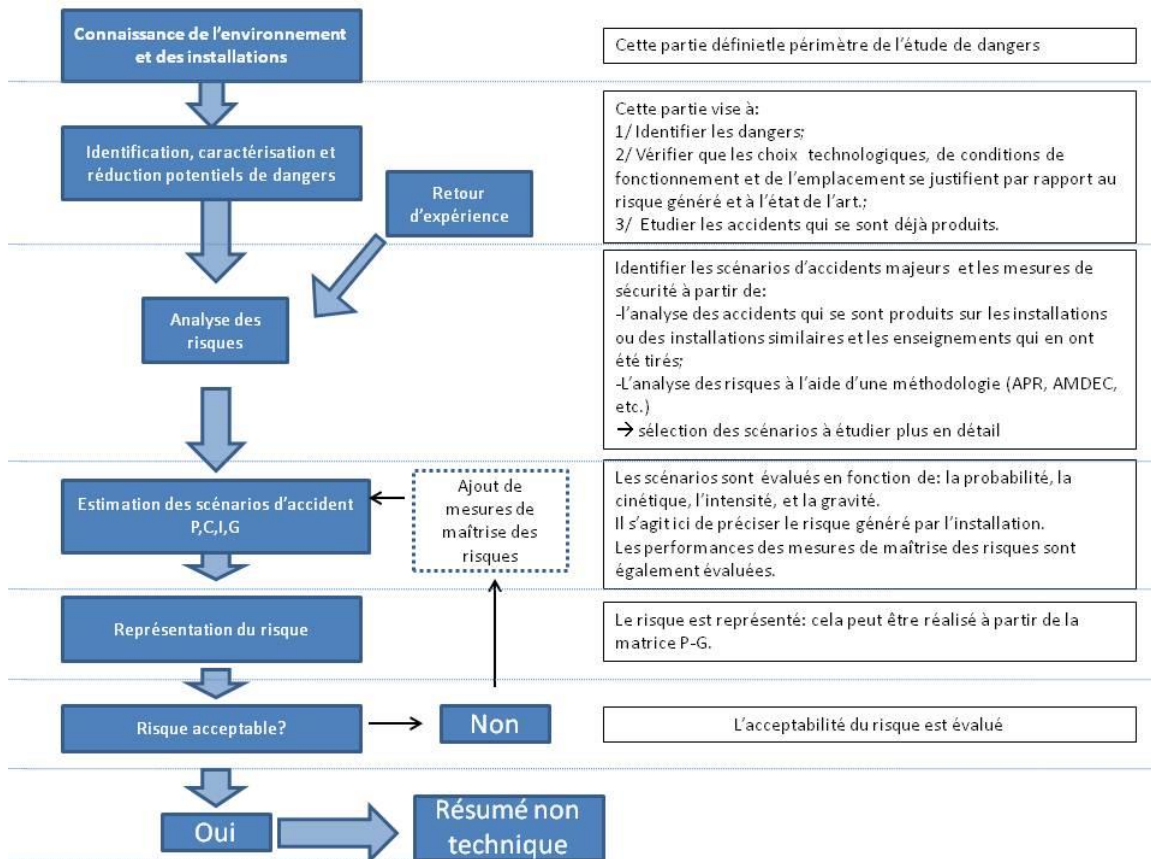 Connaissance de l'environnement
et des installations
Cette partie définietle périmètre de l'étude de dangers
Identification, caractérisation et
réduction potentiels de dangers
Retour
d'expérience
Cette partie vise à:
1/ Identifier les dangers;
2/ Vérifier que les choix technologiques, de conditions de
fonctionnement et de l'emplacement se justifient par rapport au
risque généré et à l'état de l'art.;
3/ Etudier les accidents qui se sont déjà produits.
Analyse des
risques
Identifier les scénarios d'accidents majeurs et les mesures de
sécurité à partir de:
-l'analyse des accidents qui se sont produits sur les installations
ou des installations similaires et les enseignements qui en ont
été tirés;
-L'analyse des risques à l'aide d'une méthodologie (APR, AMDEC,
etc.)
→ sélection des scénarios à étudier plus en détail
Estimation des scénarios d'accident
P,C,I,G
Ajout de
mesures de
maîtrise des
risques
Les scénarios sont évalués en fonction de: la probabilité, la
cinétique, l'intensité, et la gravité.
Il s'agit ici de préciser le risque généré par l'installation.
Les performances des mesures de maîtrise des risques sont
également évaluées.
Représentation du risque
Le risque est représenté: cela peut être réalisé à partir de la
matrice P-G.
Risque acceptable?
Non
L'acceptabilité du risque est évalué
Oui
Résumé non
technique